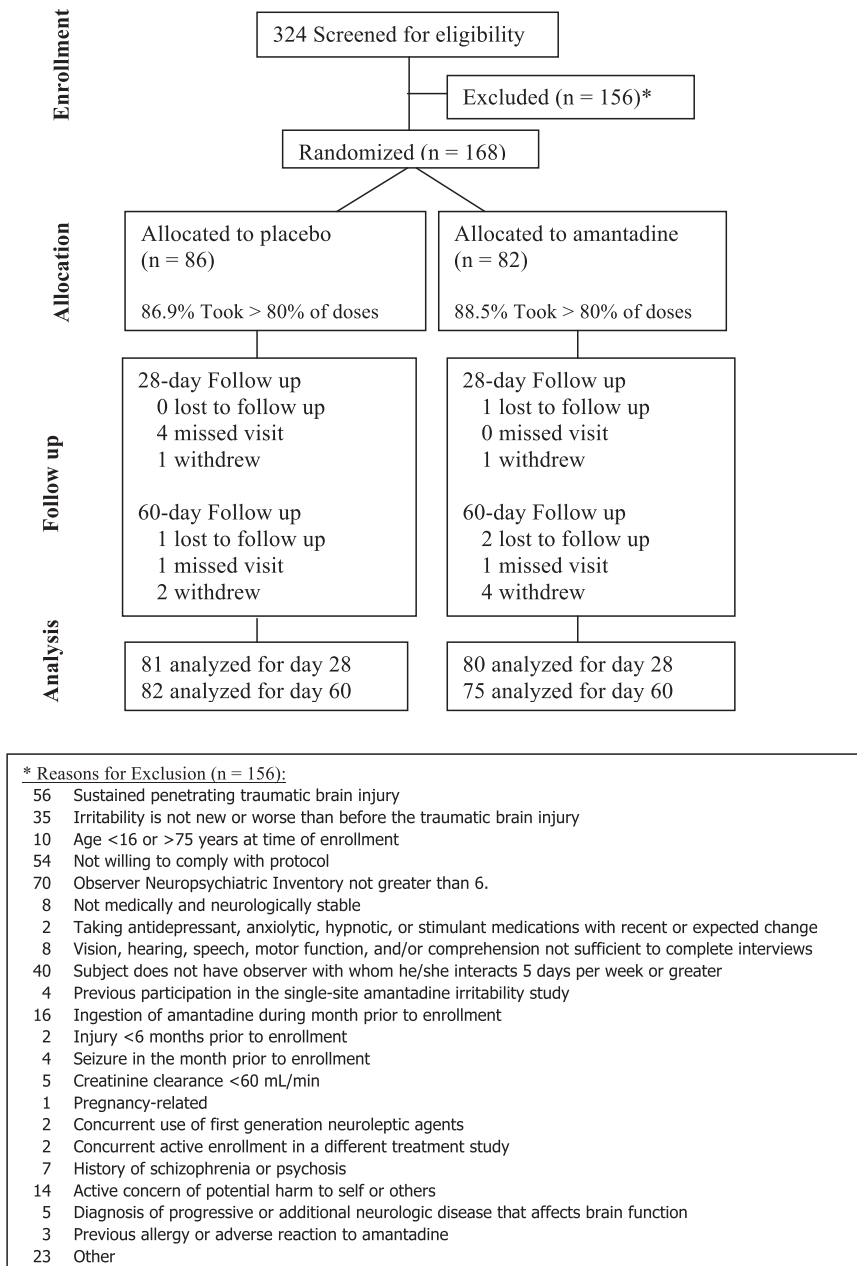 Enrollment
324 Screened for eligibility
Excluded (n = 156)*
Randomized (n = 168)
Allocation
Allocated to placebo
(n = 86)
86.9% Took > 80% of doses
Allocated to amantadine
(n = 82)
88.5% Took > 80% of doses
Follow up
28-day Follow up
0 lost to follow up
4 missed visit
1 withdrew
60-day Follow up
1 lost to follow up
1 missed visit
2 withdrew
28-day Follow up
1 lost to follow up
0 missed visit
1 withdrew
60-day Follow up
2 lost to follow up
1 missed visit
4 withdrew
Analysis
81 analyzed for day 28
82 analyzed for day 60
80 analyzed for day 28
75 analyzed for day 60
* Reasons for Exclusion (n = 156):
56 Sustained penetrating traumatic brain injury
35 Irritability is not new or worse than before the traumatic brain injury
10 Age <16 or >75 years at time of enrollment
54 Not willing to comply with protocol
70 Observer Neuropsychiatric Inventory not greater than 6.
8 Not medically and neurologically stable
2 Taking antidepressant, anxiolytic, hypnotic, or stimulant medications with recent or expected change
8 Vision, hearing, speech, motor function, and/or comprehension not sufficient to complete interviews
40 Subject does not have observer with whom he/she interacts 5 days per week or greater
4 Previous participation in the single-site amantadine irritability study
16 Ingestion of amantadine during month prior to enrollment
2 Injury <6 months prior to enrollment
4 Seizure in the month prior to enrollment
5 Creatinine clearance <60 mL/min
1 Pregnancy-related
2 Concurrent use of first generation neuroleptic agents
2 Concurrent active enrollment in a different treatment study
7 History of schizophrenia or psychosis
14 Active concern of potential harm to self or others
5 Diagnosis of progressive or additional neurologic disease that affects brain function
3 Previous allergy or adverse reaction to amantadine
23 Other